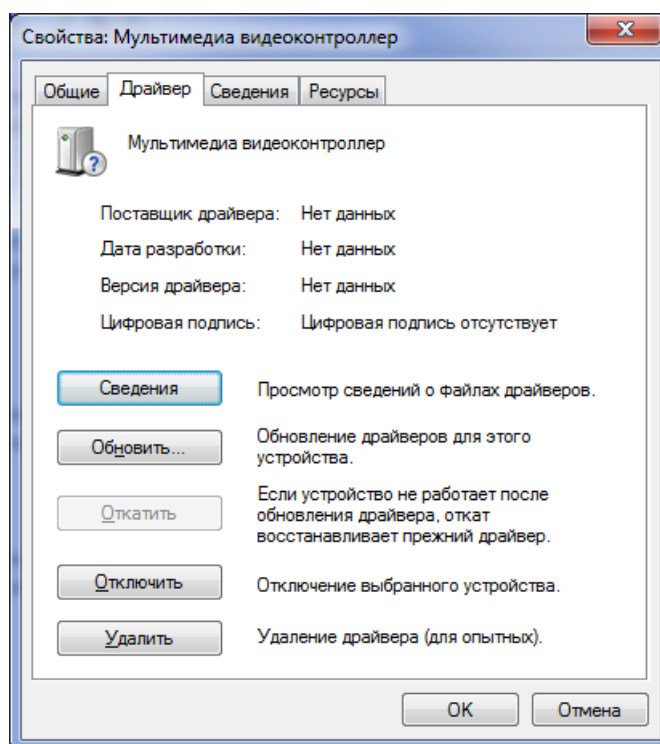 Свойства: Мультимедиа видеоконтроллер
Общие Драйвер Сведения Ресурсы
Мультимедиа видеоконтроллер
Поставщик драйвера: Нет данных
Дата разработки: Нет данных
Версия драйвера: Нет данных
Цифровая подпись: Цифровая подпись отсутствует
Сведения Просмотр сведений о файлах драйверов.
Обновить... Обновление драйверов для этого
устройства.
Откатить Если устройство не работает после
обновления драйвера, откат
восстанавливает прежний драйвер.
Отключить Отключение выбранного устройства.
Удалить Удаление драйвера (для опытных).
OK Отмена